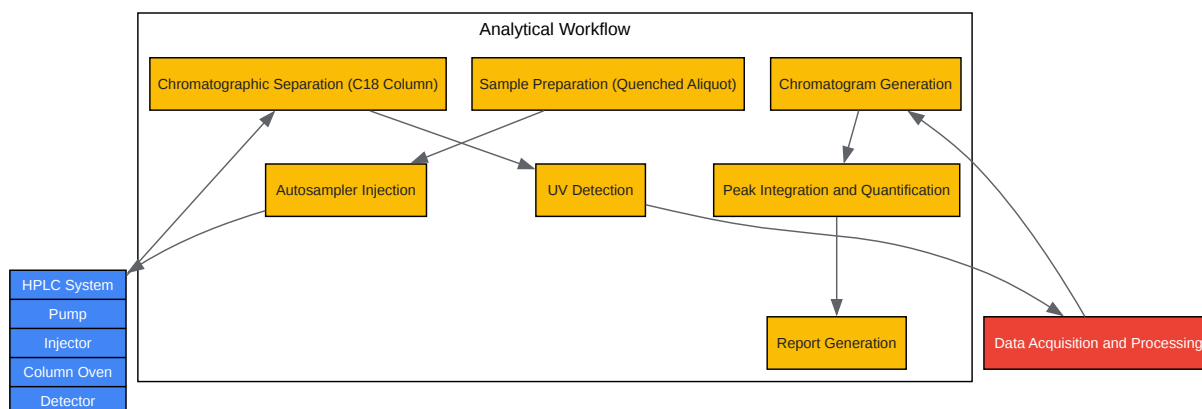 Analytical Workflow
Chromatographic Separation (C18 Column)
Sample Preparation (Quenched Aliquot)
Chromatogram Generation
Autosampler Injection
UV Detection
Peak Integration and Quantification
HPLC System
Pump
Injector
Column Oven
Detector
Report Generation
Data Acquisition and Processing